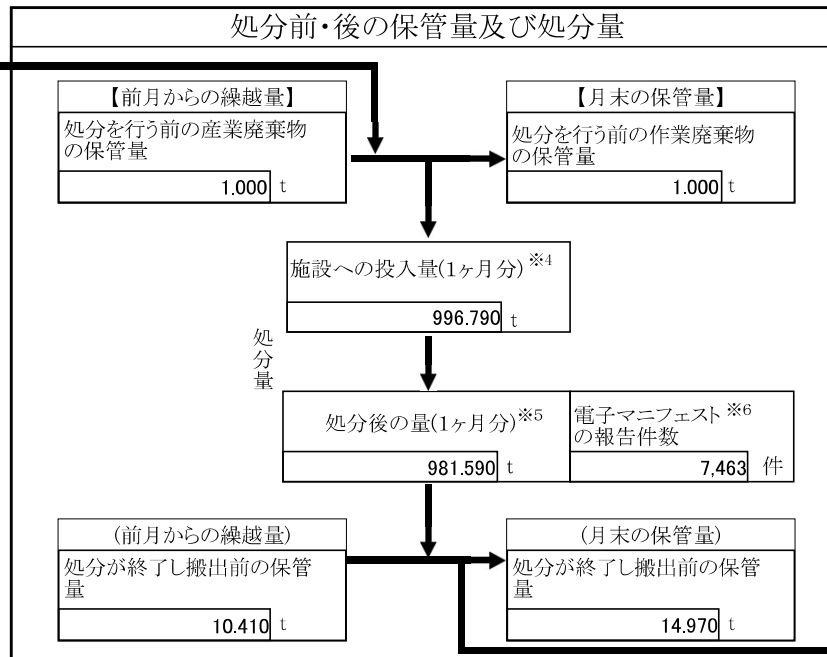 処分前・後の保管量及び処分量
【前月からの繰越量】
処分を行う前の産業廃棄物
の保管量
1.000 t
【月末の保管量】
処分を行う前の作業廃棄物
の保管量
1.000 t
施設への投入量(1ヶ月分)※4
996.790 t
処分量
処分後の量(1ヶ月分)※5
981.590 t
電子マニフェスト※6
の報告件数
7,463 件
(前月からの繰越量)
処分が終了し搬出前の保管
量
10.410 t
(月末の保管量)
処分が終了し搬出前の保管
量
14.970 t